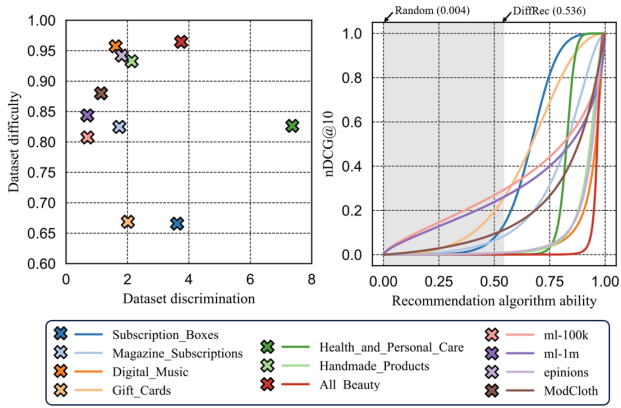 Random (0.004)
DiffRec (0.536)
Dataset difficulty
1.00
0.95
0.90
0.85
0.80
0.75
0.70
0.65
0.60
0
2
4
6
8
Dataset discrimination
nDCG@10
1.0
0.8
0.6
0.4
0.2
0.0
0.00
0.25
0.50
0.75
1.00
Recommendation algorithm ability
Subscription_Boxes
Magazine_Subscriptions
Digital_Music
Gift_Cards
Health_and_Personal_Care
Handmade_Products
All_Beauty
ml-100k
ml-1m
epinions
ModCloth